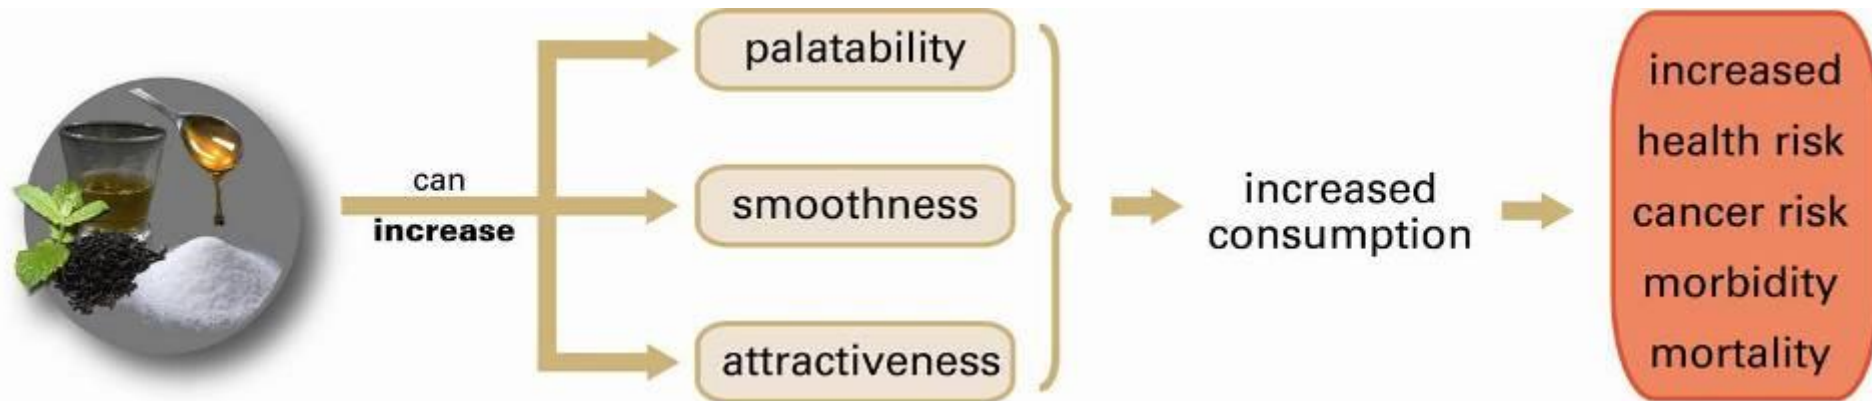 can
increase
palatability
smoothness
attractiveness
increased
consumption
increased
health risk
cancer risk
morbidity
mortality